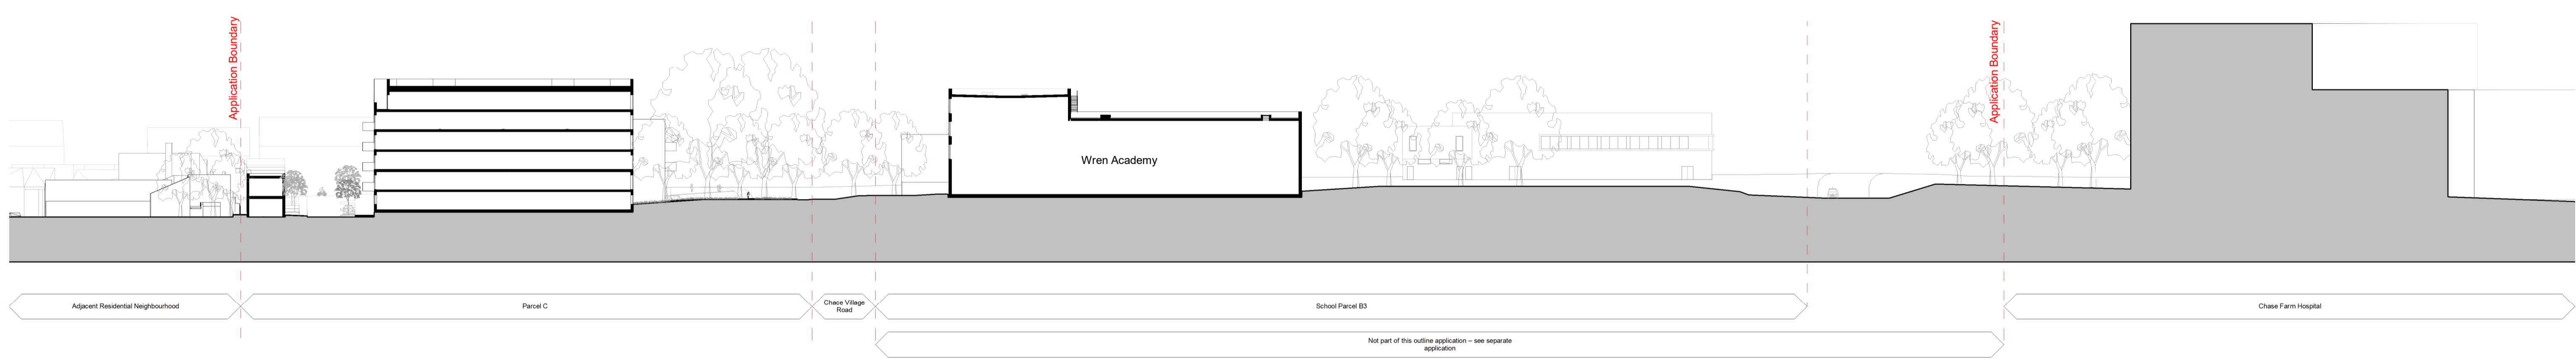 Application Boundary
Application Boundary
Wren Academy
Adjacent Residential Neighbourhood
Parcel C
Chace Village
Road
School Parcel B3
Chase Farm Hospital
Not part of this outline application – see separate
application